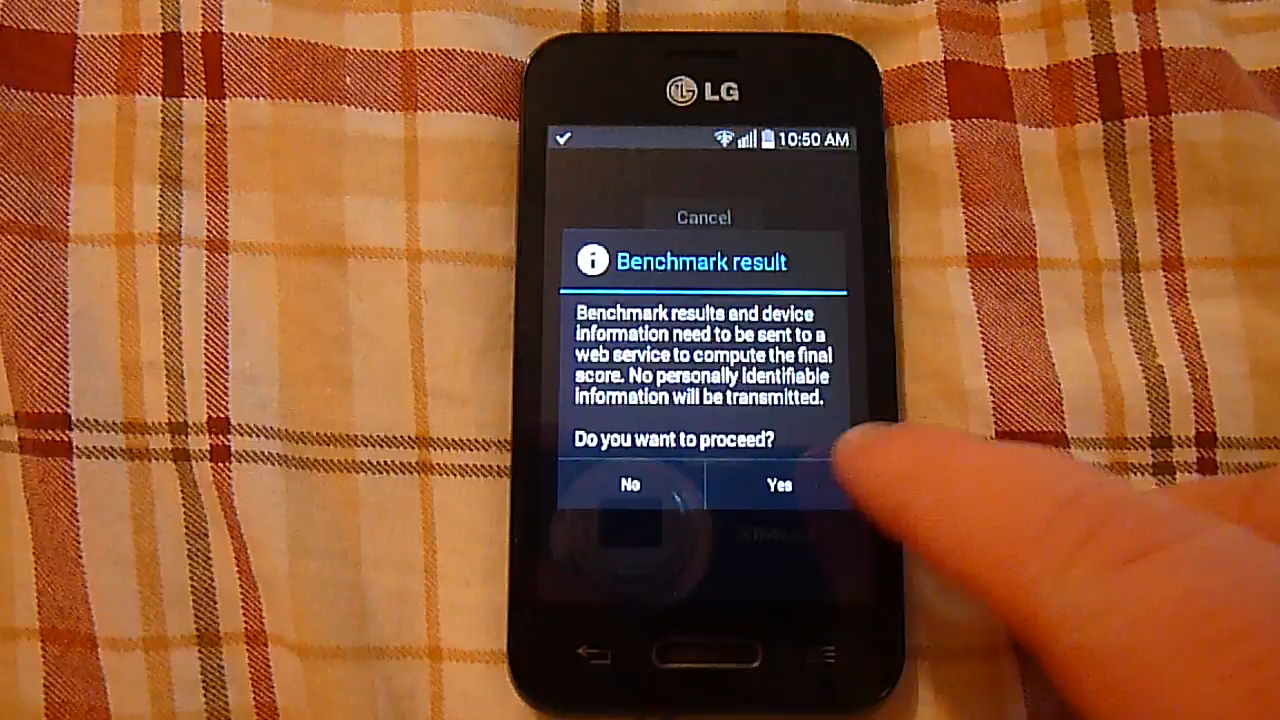 LG
10:50 AM
Cancel
Benchmark result
Benchmark results and device
information need to be sent to a
web service to compute the final
score. No personally identifiable
information will be transmitted.
Do you want to proceed?
No
Yes